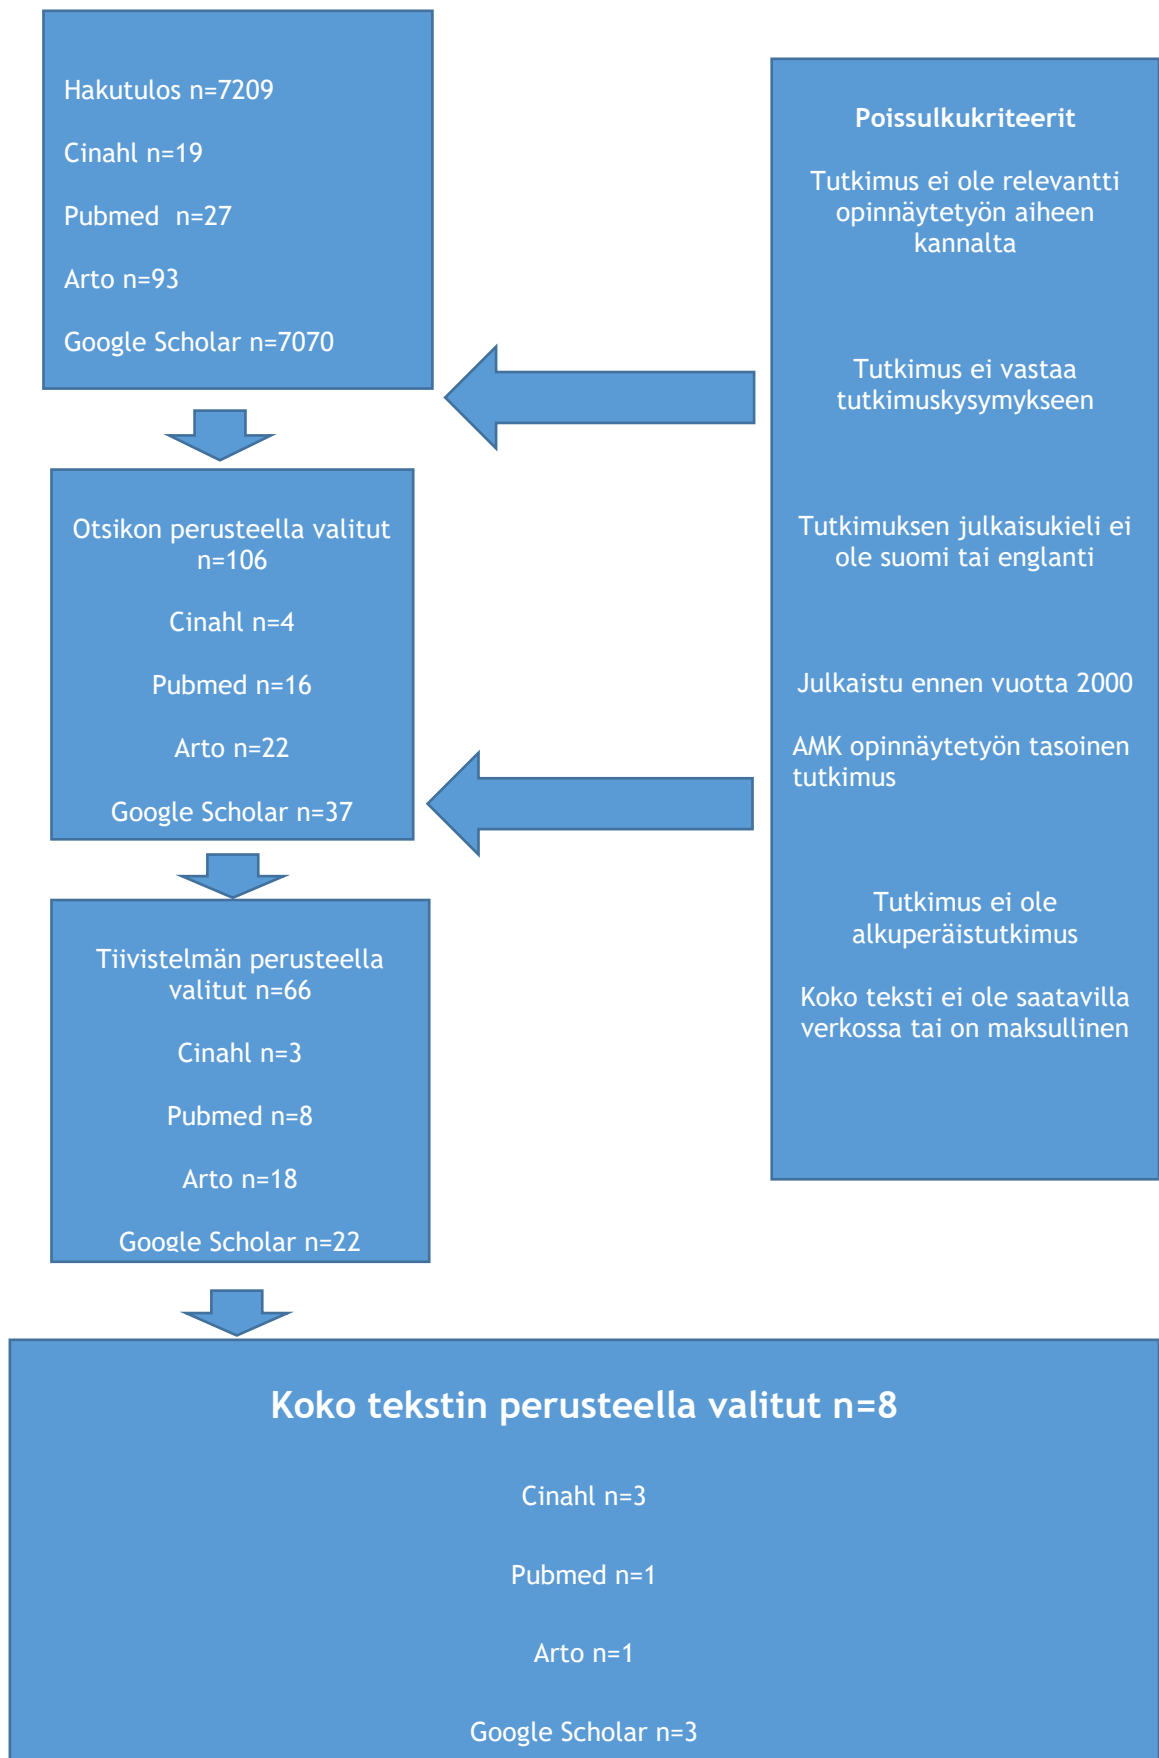 Hakutulos n=7209
Cinahl n=19
Pubmed n=27
Arto n=93
Google Scholar n=7070
Poissulkukriteerit
Tutkimus ei ole relevantti
opinnäytetyön aiheen
kannalta
Tutkimus ei vastaa
tutkimuskysymykseen
Tutkimuksen julkaisukieli ei
ole suomi tai englanti
Julkaistu ennen vuotta 2000
AMK opinnäytetyön tasoinen
tutkimus
Tutkimus ei ole
alkuperäistutkimus
Koko teksti ei ole saatavilla
verkossa tai on maksullinen
Otsikon perusteella valitut
n=106
Cinahl n=4
Pubmed n=16
Arto n=22
Google Scholar n=37
Tiivistelmän perusteella
valitut n=66
Cinahl n=3
Pubmed n=8
Arto n=18
Google Scholar n=22
Koko tekstin perusteella valitut n=8
Cinahl n=3
Pubmed n=1
Arto n=1
Google Scholar n=3